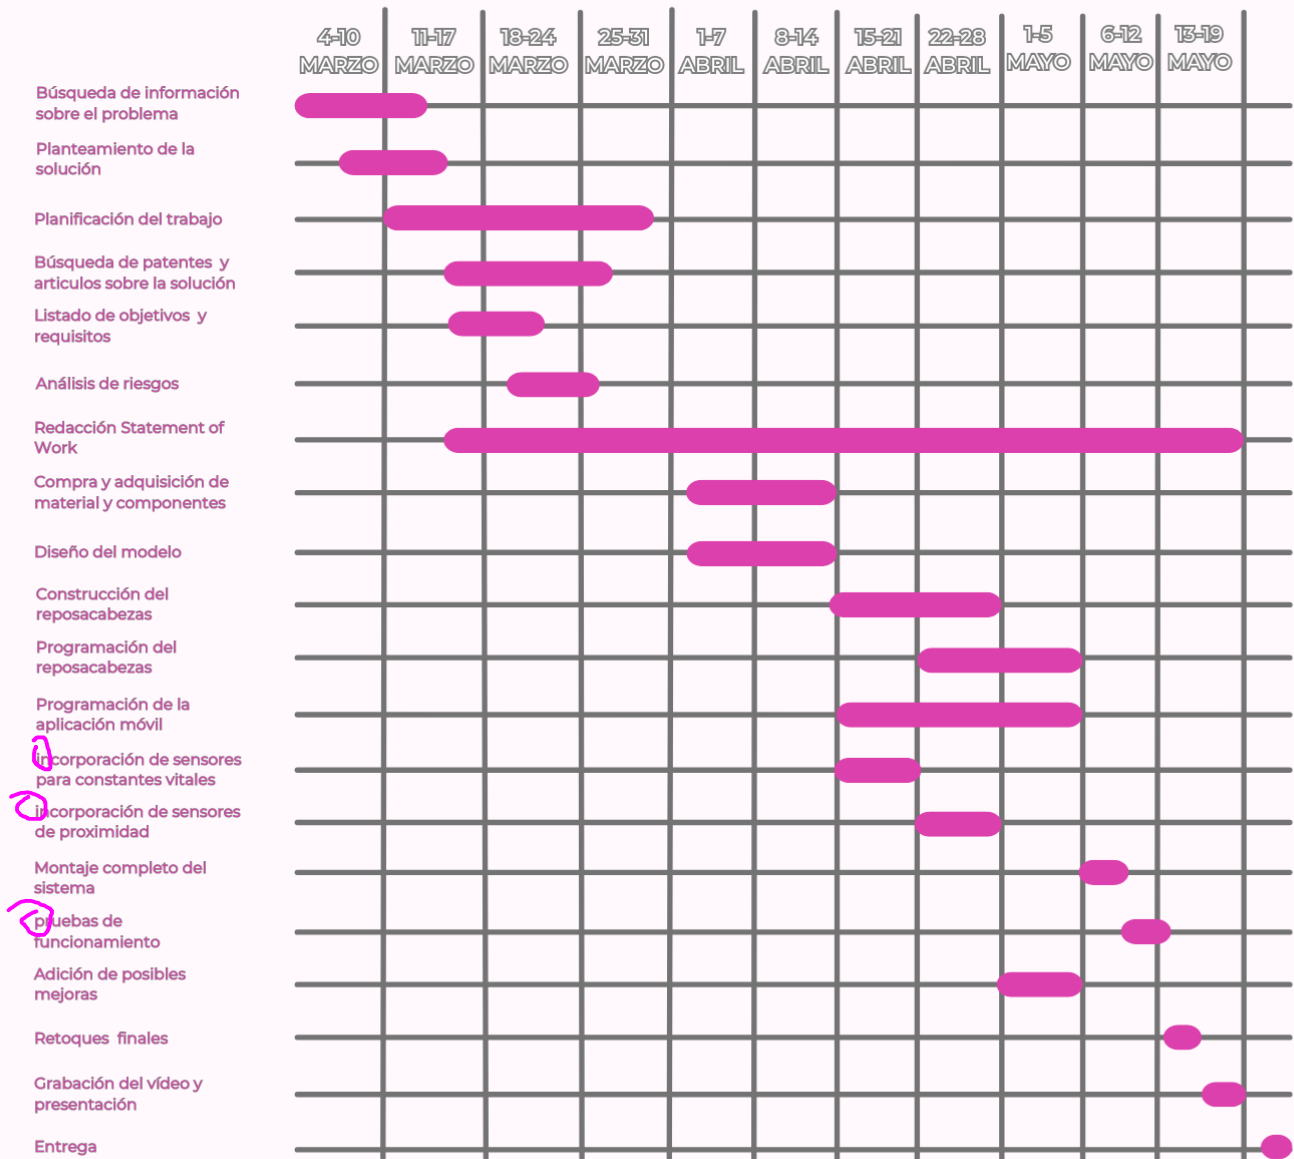 4-10
MARZO
11-17
MARZO
18-24
MARZO
25-31
MARZO
1-7
ABRIL
8-14
ABRIL
15-21
ABRIL
22-28
ABRIL
1-5
MAYO
6-12
MAYO
13-19
MAYO
Búsqueda de información
sobre el problema
Planteamiento de la
solución
Planificación del trabajo
Búsqueda de patentes y
articulos sobre la solución
Listado de objetivos y
requisitos
Análisis de riesgos
Redacción Statement of
Work
Compra y adquisición de
material y componentes
Diseño del modelo
Construcción del
reposacabezas
Programación del
reposacabezas
Programación de la
aplicación móvil
incorporación de sensores
para constantes vitales
incorporación de sensores
de proximidad
Montaje completo del
sistema
pruebas de
funcionamiento
Adición de posibles
mejoras
Retoques finales
Grabación del vídeo y
presentación
Entrega